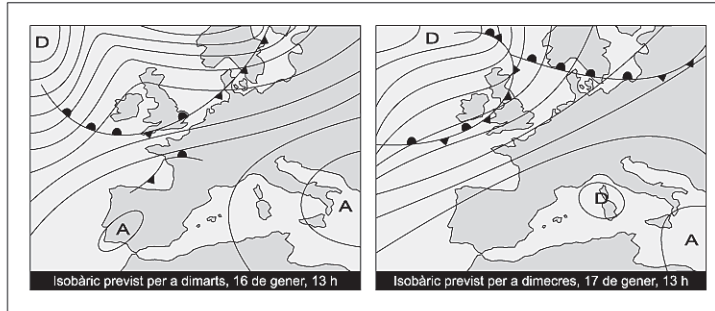 D
A
A
Isobàric previst per a dimarts, 16 de gener, 13 h
D
D
A
Isobàric previst per a dimecres, 17 de gener, 13 h